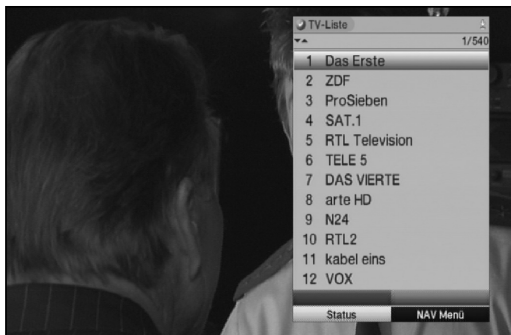 TV-Liste
1/540
1 Das Erste
2 ZDF
3 ProSieben
4 SAT.1
5 RTL Television
6 TELE 5
7 DAS VIERTE
8 arte HD
9 N24
10 RTL2
11 kabel eins
12 VOX
Status NAV Menü